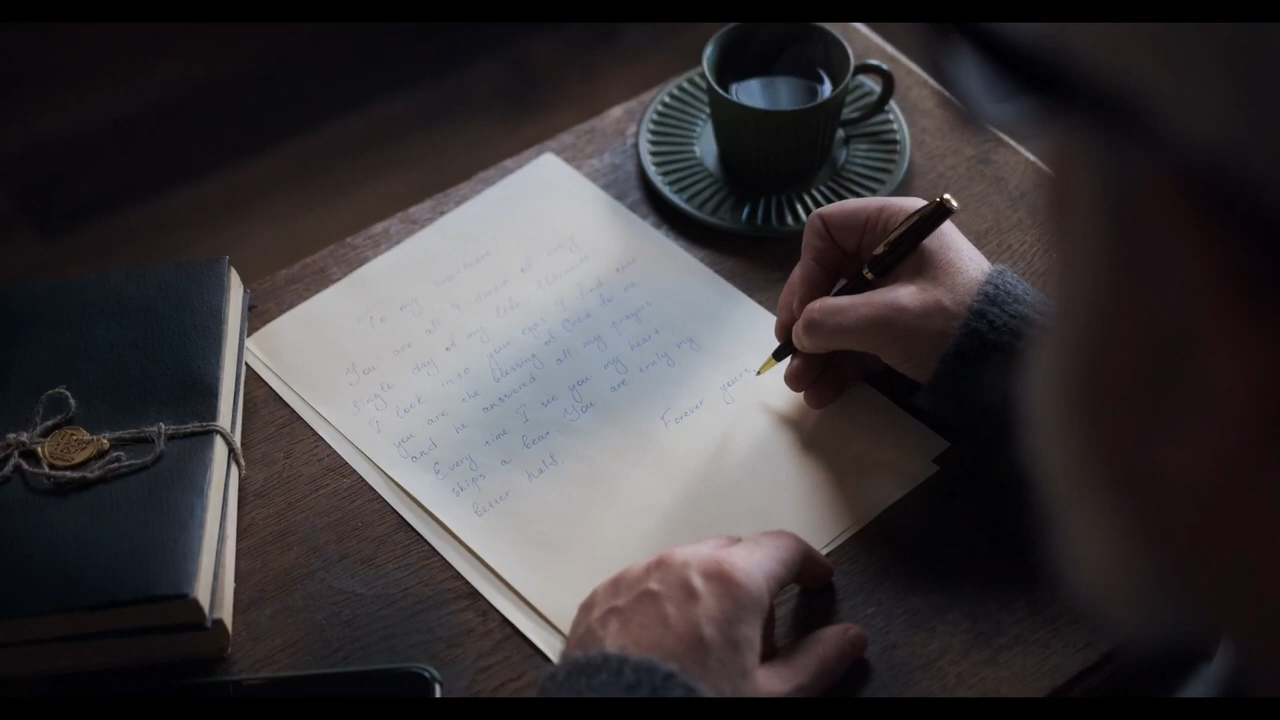 To my sweetheart!
You are all I dream of every
single day of my life. Whenever
I look into your eyes I find that
you are the blessing of God to me
and he answered all my prayers.
Every time I see you my heart
skips a beat. You are truly my
better half.
Forever yours,